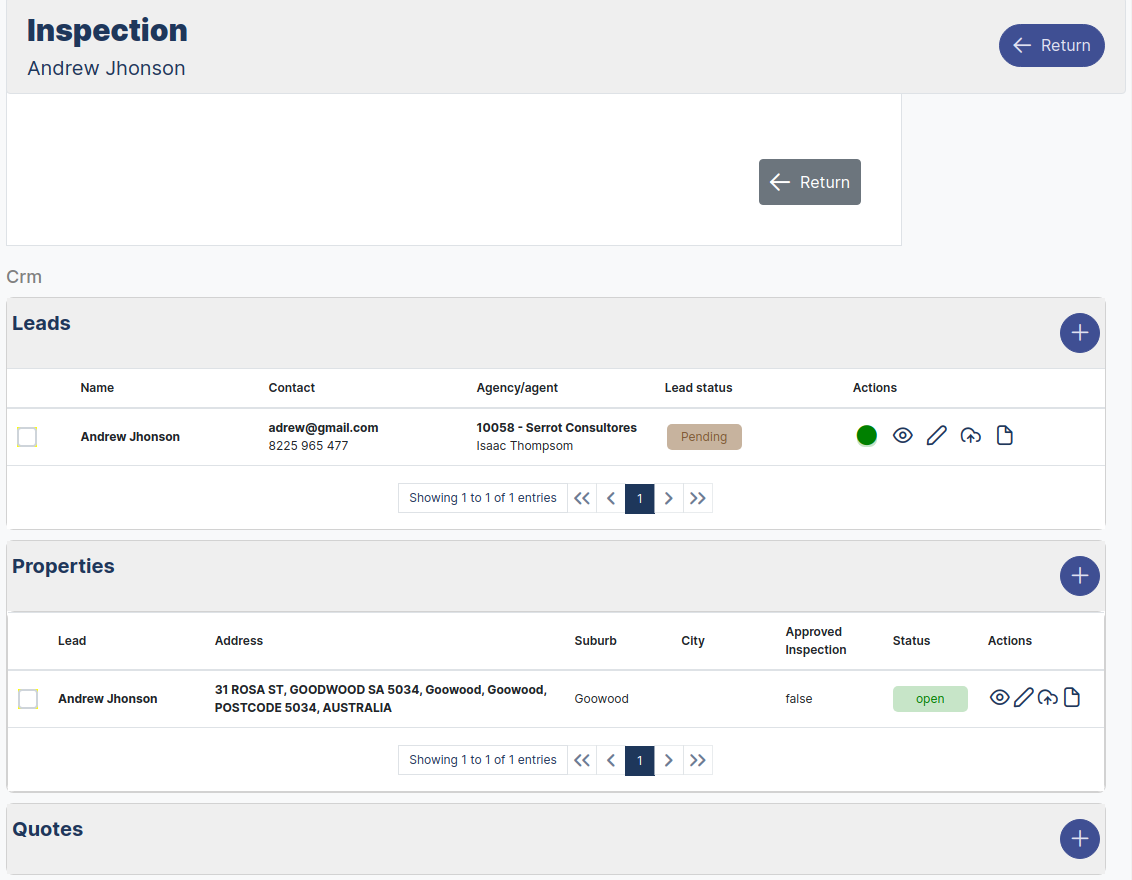 Inspection
Andrew Jhonson
Return
Return
Crm
Leads
Name Contact Agency/agent Lead status Actions
Andrew Jhonson adrew@gmail.com 10058 - Serrot Consultores Pending
8225 965 477 Isaac Thompsom
Showing 1 to 1 of 1 entries 1
Properties
Lead Address Suburb City Approved Inspection Status Actions
Andrew Jhonson 31 ROSA ST, GOODWOOD SA 5034, Goowood, Goowood, Goowood false open
POSTCODE 5034, AUSTRALIA
Showing 1 to 1 of 1 entries 1
Quotes